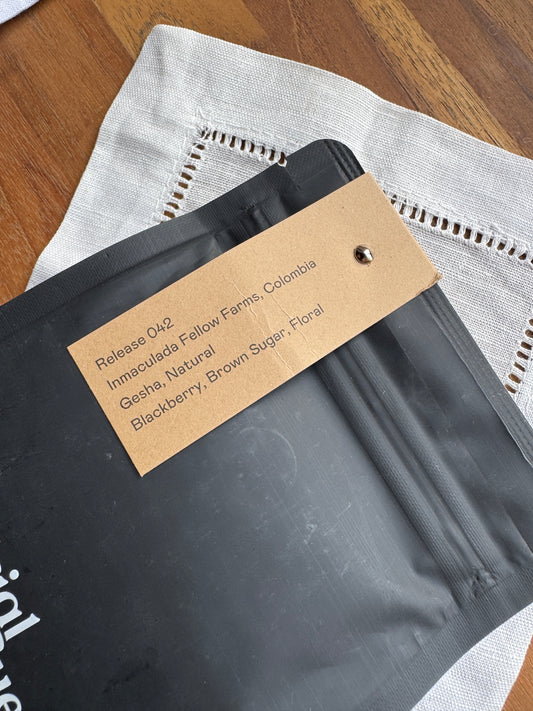 Release 042
Inmaculada Fellow Farms, Colombia
Gesha, Natural
Blackberry, Brown Sugar, Floral